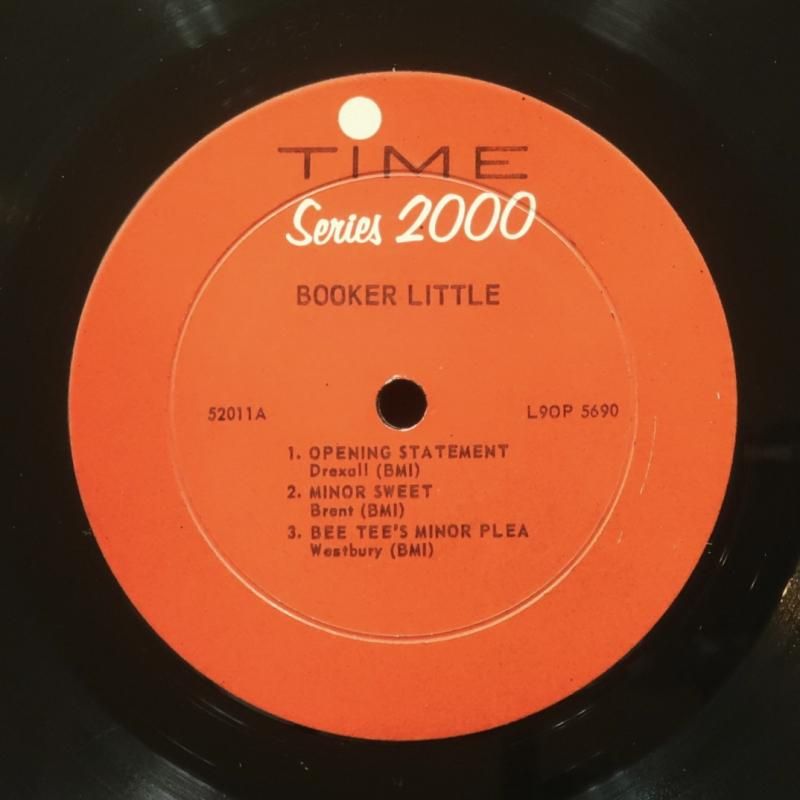 TIME
Series 2000
BOOKER LITTLE
52011A
L9OP 5690
1. OPENING STATEMENT
Drexall (BMI)
2. MINOR SWEET
Brent (BMI)
3. BEE TEE'S MINOR PLEA
Westbury (BMI)